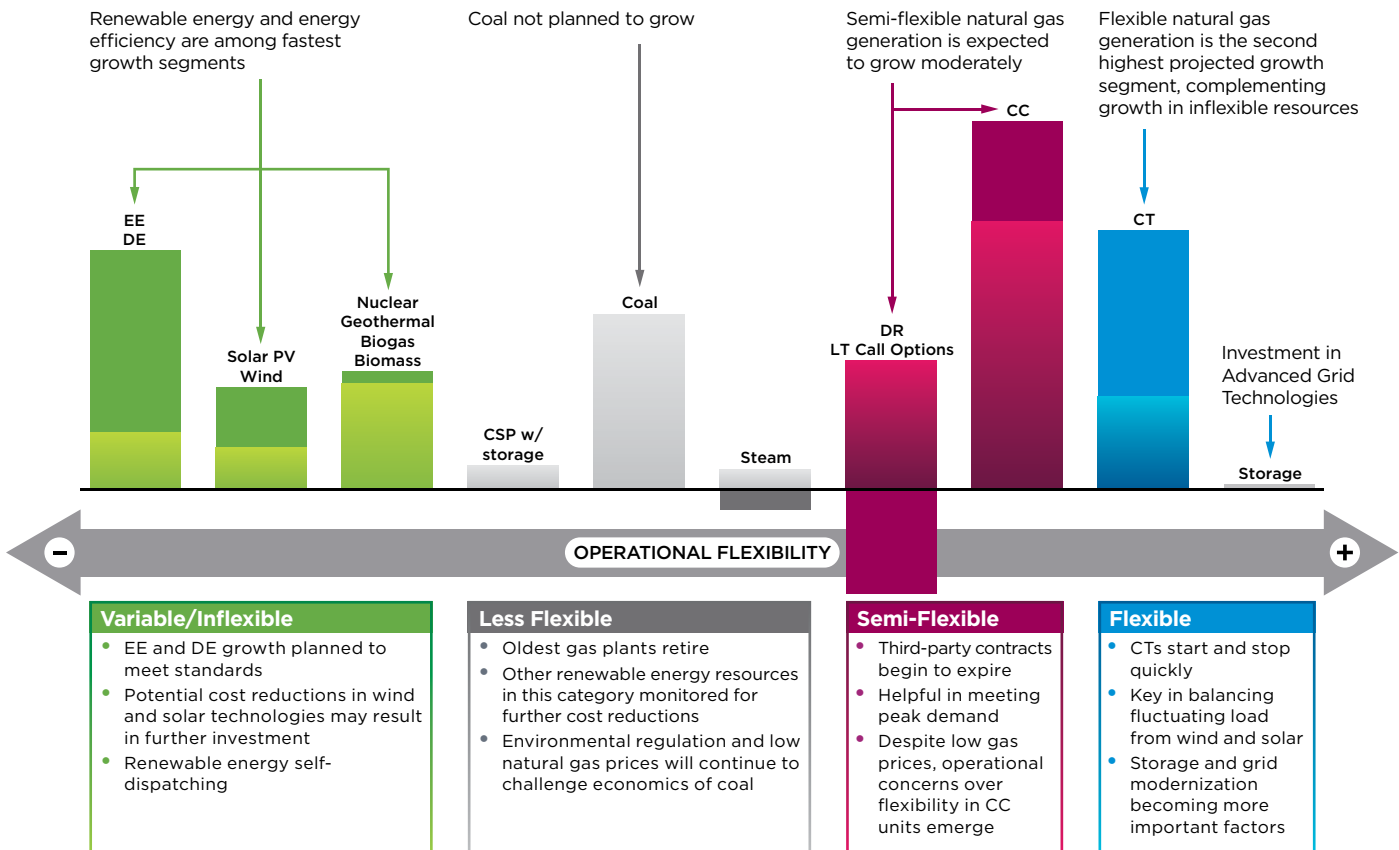 Renewable energy and energy
efficiency are among fastest
growth segments
Coal not planned to grow
Semi-flexible natural gas
generation is expected
to grow moderately
Flexible natural gas
generation is the second
highest projected growth
segment, complementing
growth in inflexible resources
EE
DE
Solar PV
Wind
Nuclear
Geothermal
Biogas
Biomass
CSP w/
storage
Coal
Steam
DR
LT Call Options
CC
CT
Investment in
Advanced Grid
Technologies
Storage
–
OPERATIONAL FLEXIBILITY
+
Variable/Inflexible
• EE and DE growth planned to
meet standards
• Potential cost reductions in wind
and solar technologies may result
in further investment
• Renewable energy self-
dispatching
Less Flexible
• Oldest gas plants retire
• Other renewable energy resources
in this category monitored for
further cost reductions
• Environmental regulation and low
natural gas prices will continue to
challenge economics of coal
Semi-Flexible
• Third-party contracts
begin to expire
• Helpful in meeting
peak demand
• Despite low gas
prices, operational
concerns over
flexibility in CC
units emerge
Flexible
• CTs start and stop
quickly
• Key in balancing
fluctuating load
from wind and solar
• Storage and grid
modernization
becoming more
important factors